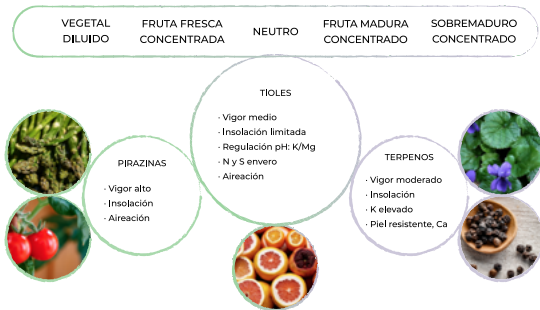 VEGETAL
DILUIDO
FRUTA FRESCA
CONCENTRADA
NEUTRO
FRUTA MADURA
CONCENTRADO
SOBREMADURO
CONCENTRADO
TIOLES
· Vigor medio
· Insolación limitada
· Regulación pH: K/Mg
· N y S envero
· Aireación
PIRAZINAS
· Vigor alto
· Insolación
· Aireación
TERPENOS
· Vigor moderado
· Insolación
· K elevado
· Piel resistente, Ca